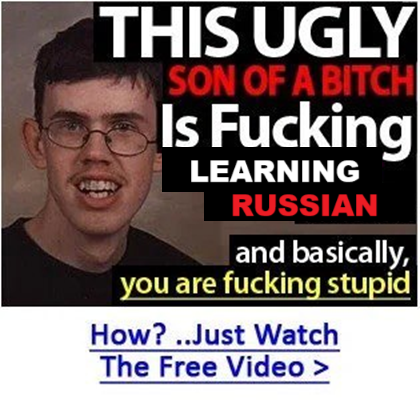 THIS UGLY
SON OF A BITCH
Is Fucking
LEARNING
RUSSIAN
and basically,
you are fucking stupid
How? ..Just Watch
The Free Video >